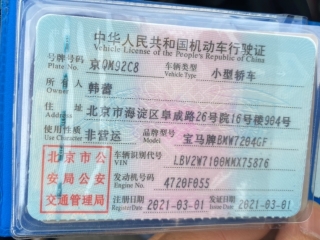 中华人民共和国机动车行驶证
Vehicle License of the People's Republic of China
号牌号码 京QM92C8 车辆类型 小型轿车
Plate No. Vehicle Type
所有人 韩蕾
Owner
住址 北京市海淀区阜成路26号院16号楼904号
Address
使用性质 非营运 品牌型号 宝马牌BMW7204GF
Use Character Model
北京市公 车辆识别代号 LBV2W7100MMX75876
安局公安 VIN
交通管理局 发动机号码 4720F055
Engine No.
注册日期 2021-03-01 发证日期 2021-03-01
Register Date Issue Date